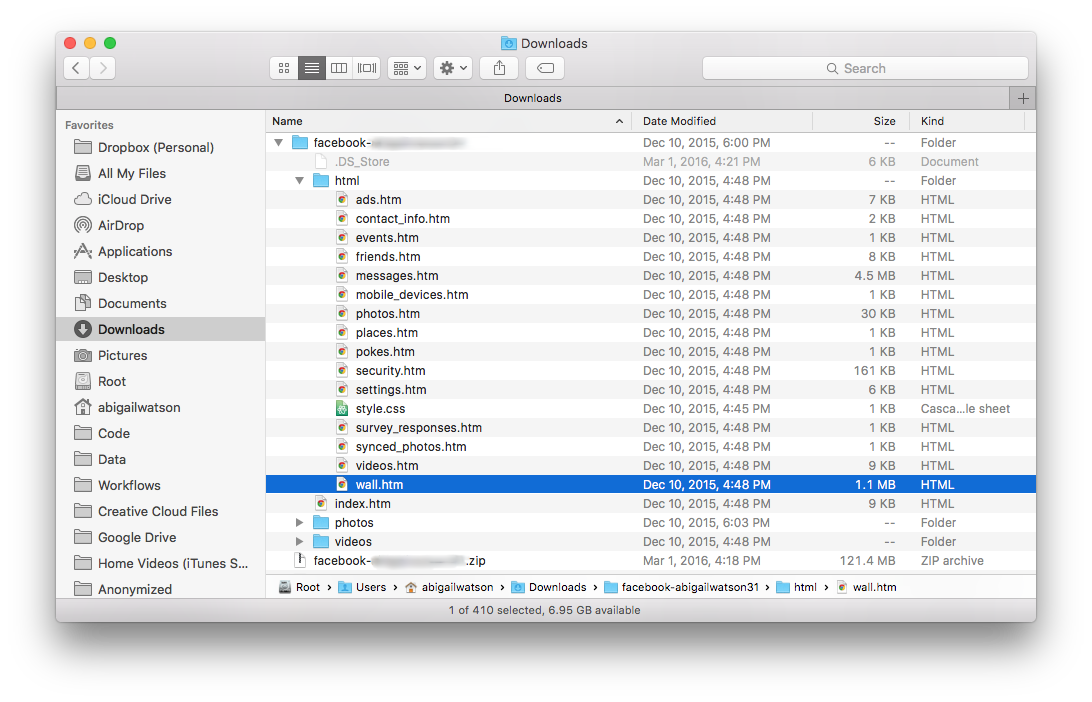 Downloads
Search
Downloads
Favorites
Dropbox (Personal)
All My Files
iCloud Drive
AirDrop
Applications
Desktop
Documents
Downloads
Pictures
Root
abigailwatson
Code
Data
Workflows
Creative Cloud Files
Google Drive
Home Videos (iTunes S...
Anonymized
Name Date Modified Size Kind
facebook- Dec 10, 2015, 6:00 PM -- Folder
.DS_Store Mar 1, 2016, 4:21 PM 6 KB Document
html Dec 10, 2015, 4:48 PM -- Folder
ads.htm Dec 10, 2015, 4:48 PM 7 KB HTML
contact_info.htm Dec 10, 2015, 4:48 PM 2 KB HTML
events.htm Dec 10, 2015, 4:48 PM 1 KB HTML
friends.htm Dec 10, 2015, 4:48 PM 8 KB HTML
messages.htm Dec 10, 2015, 4:48 PM 4.5 MB HTML
mobile_devices.htm Dec 10, 2015, 4:48 PM 1 KB HTML
photos.htm Dec 10, 2015, 4:48 PM 30 KB HTML
places.htm Dec 10, 2015, 4:48 PM 1 KB HTML
pokes.htm Dec 10, 2015, 4:48 PM 1 KB HTML
security.htm Dec 10, 2015, 4:48 PM 161 KB HTML
settings.htm Dec 10, 2015, 4:48 PM 6 KB HTML
style.css Dec 10, 2015, 4:45 PM 1 KB Casca...le sheet
survey_responses.htm Dec 10, 2015, 4:48 PM 1 KB HTML
synced_photos.htm Dec 10, 2015, 4:48 PM 1 KB HTML
videos.htm Dec 10, 2015, 4:48 PM 9 KB HTML
wall.htm Dec 10, 2015, 4:48 PM 1.1 MB HTML
index.htm Dec 10, 2015, 4:48 PM 9 KB HTML
photos Dec 10, 2015, 6:03 PM -- Folder
videos Dec 10, 2015, 4:48 PM -- Folder
facebook- .zip Mar 1, 2016, 4:18 PM 121.4 MB ZIP archive
Root › Users › abigailwatson › Downloads › facebook-abigailwatson31 › html › wall.htm
1 of 410 selected, 6.95 GB available